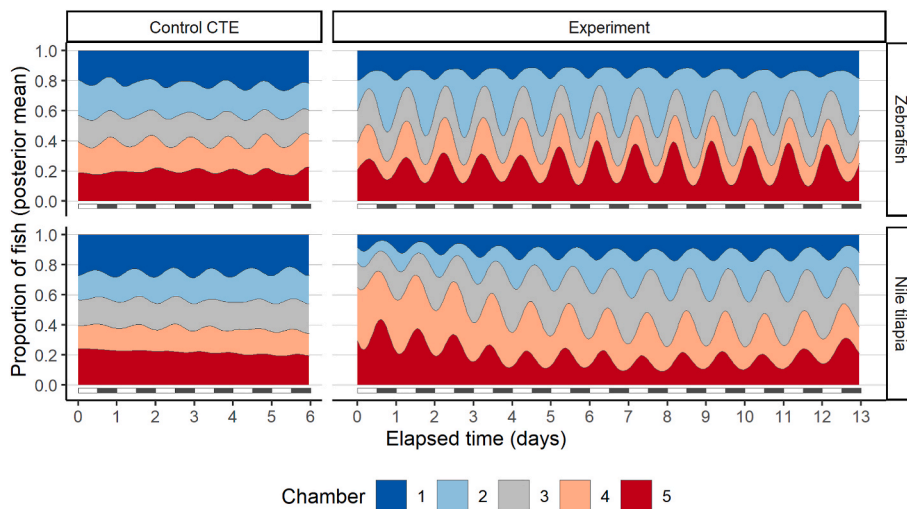 Control CTE
Experiment
Proportion of fish (posterior mean)
1.0
0.8
0.6
0.4
0.2
0.0
Zebrafish
1.0
0.8
0.6
0.4
0.2
0.0
Nile tilapia
0 1 2 3 4 5 6
0 1 2 3 4 5 6 7 8 9 10 11 12 13
Elapsed time (days)
Chamber 1 2 3 4 5